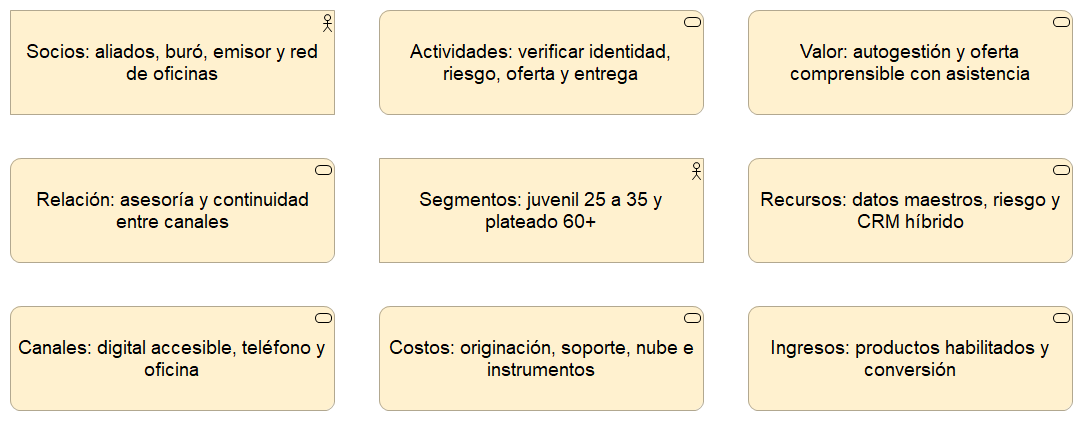 Socios: aliados, buró, emisor y red
de oficinas
Actividades: verificar identidad,
riesgo, oferta y entrega
Valor: autogestión y oferta
comprensible con asistencia
Relación: asesoría y continuidad
entre canales
Segmentos: juvenil 25 a 35 y
plateado 60+
Recursos: datos maestros, riesgo y
CRM híbrido
Canales: digital accesible, teléfono y
oficina
Costos: originación, soporte, nube e
instrumentos
Ingresos: productos habilitados y
conversión